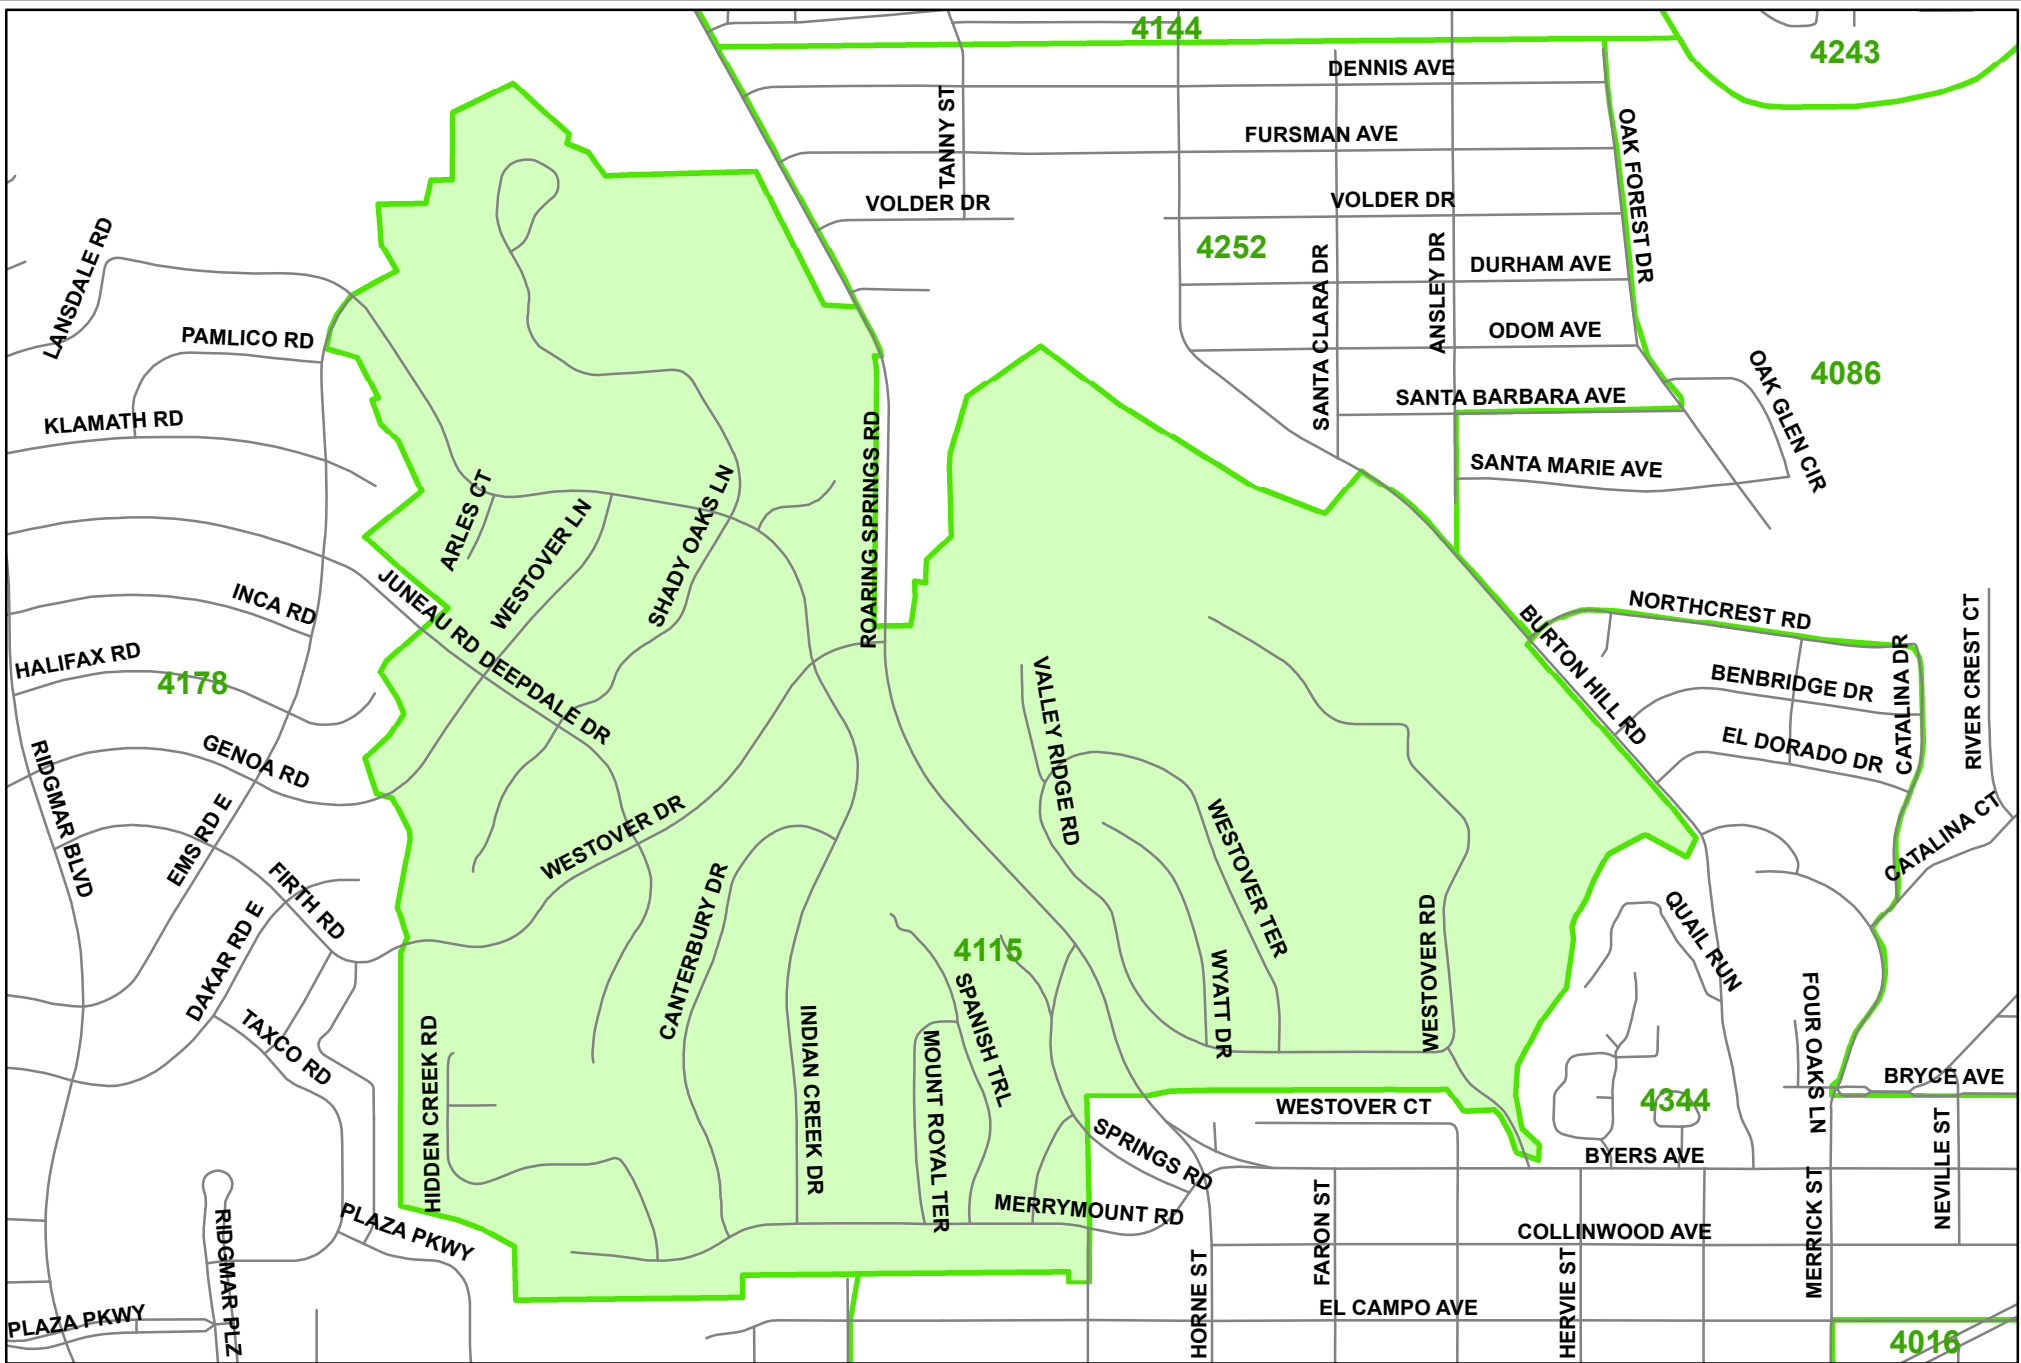 4144
4243
DENNIS AVE
TANNY ST
FURSMAN AVE
OAK FOREST DR
VOLDER DR
VOLDER DR
4252
LANSDALE RD
SANTA CLARA DR
ANSLEY DR
DURHAM AVE
PAMLICO RD
ODOM AVE
OAK GLEN CIR
4086
KLAMATH RD
ROARING SPRINGS RD
SANTA BARBARA AVE
SANTA MARIE AVE
ARLES CT
WESTOVER LN
SHADY OAKS LN
INCA RD
JUNEAU RD
DEEPDALE DR
NORTHCREST RD
BURTON HILL RD
RIVER CREST CT
HALIFAX RD
4178
VALLEY RIDGE RD
BENBRIDGE DR
CATALINA DR
EL DORADO DR
GENOA RD
RIDGMAR BLVD
EMS RD E
WESTOVER DR
WESTOVER TER
CATALINA CT
FIRTH RD
DAKAR RD E
CANTERBURY DR
4115
WYATT DR
WESTOVER RD
QUAIL RUN
SPANISH TRL
FOUR OAKS LN
TAXCO RD
HIDDEN CREEK RD
INDIAN CREEK DR
MOUNT ROYAL TER
4344
BRYCE AVE
WESTOVER CT
SPRINGS RD
BYERS AVE
NEVILLE ST
MERRYMOUNT RD
FARON ST
MERRICK ST
COLLINWOOD AVE
PLAZA PKWY
RIDGMAR PLZ
HORNE ST
HERVIE ST
EL CAMPO AVE
PLAZA PKWY
4016